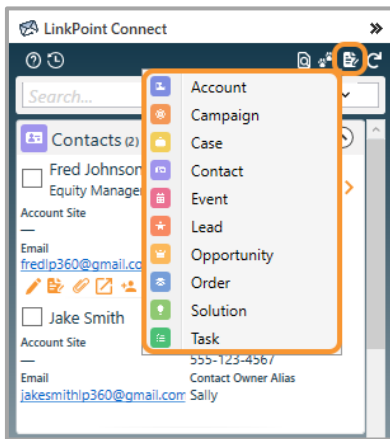 LinkPoint Connect
Search...
Account
Campaign
Case
Contact
Event
Lead
Opportunity
Order
Solution
Task
Contacts (2)
Fred Johnson
Equity Manager
Account Site
—
Email
fredlp360@gmail.co
Jake Smith
Account Site
—
555-123-4567
Email
Contact Owner Alias
jakesmithlp360@gmail.com
Sally